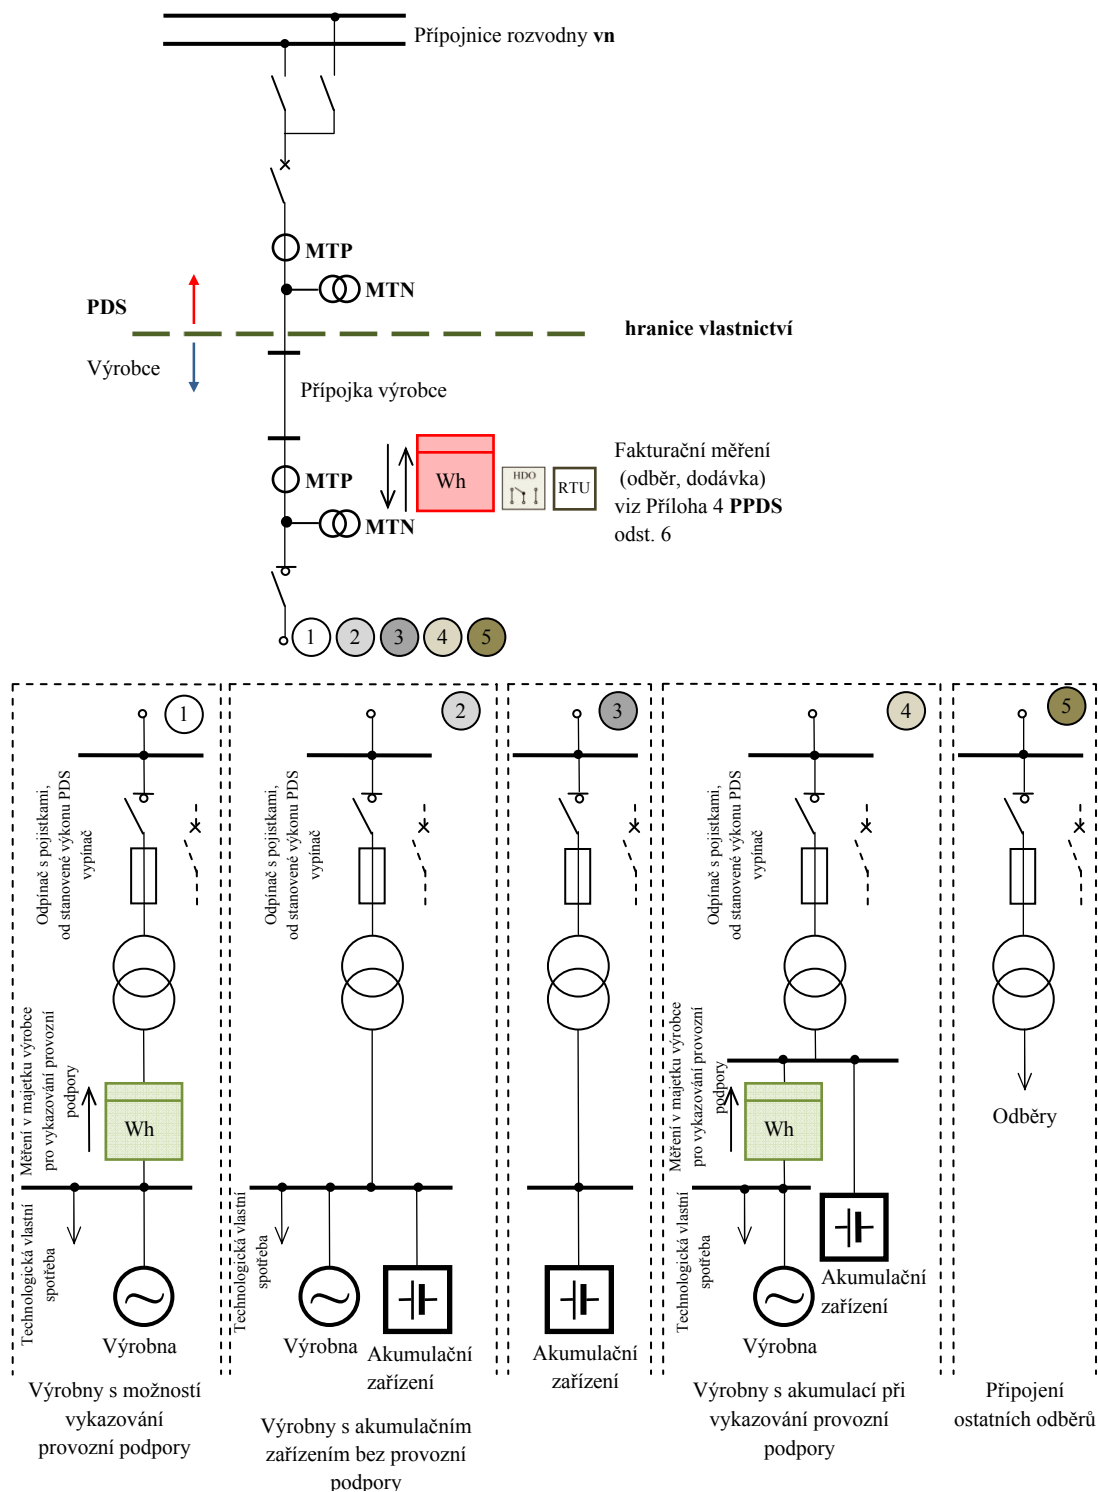 Přípojnice rozvodny vn
MTP
MTN
PDS
hranice vlastnictví
Výrobce
Přípojka výrobce
MTP
Wh
HDO
RTU
Fakturační měření
(odběr, dodávka)
viz Příloha 4 PPDS
odst. 6
MTN
1 2 3 4 5
1
Odpínač s pojistkami,
od stanovené výkonu PDS
vypínač
Měření v majetku výrobce
pro vykazování provozní
podpory
Wh
Technologická vlastní
spotřeba
Výrobna
Výrobny s možností
vykazování
provozní podpory
2
Odpínač s pojistkami,
od stanovené výkonu PDS
vypínač
Technologická vlastní
spotřeba
Výrobna
Akumulační
zařízení
Výrobny s akumulačním
zařízením bez provozní
podpory
3
Akumulační
zařízení
4
Odpínač s pojistkami,
od stanovené výkonu PDS
vypínač
Měření v majetku výrobce
pro vykazování provozní
podpory
Wh
Technologická vlastní
spotřeba
Výrobna
Akumulační
zařízení
Výrobny s akumulací při
vykazování provozní
podpory
5
Odběry
Připojení
ostatních odběrů